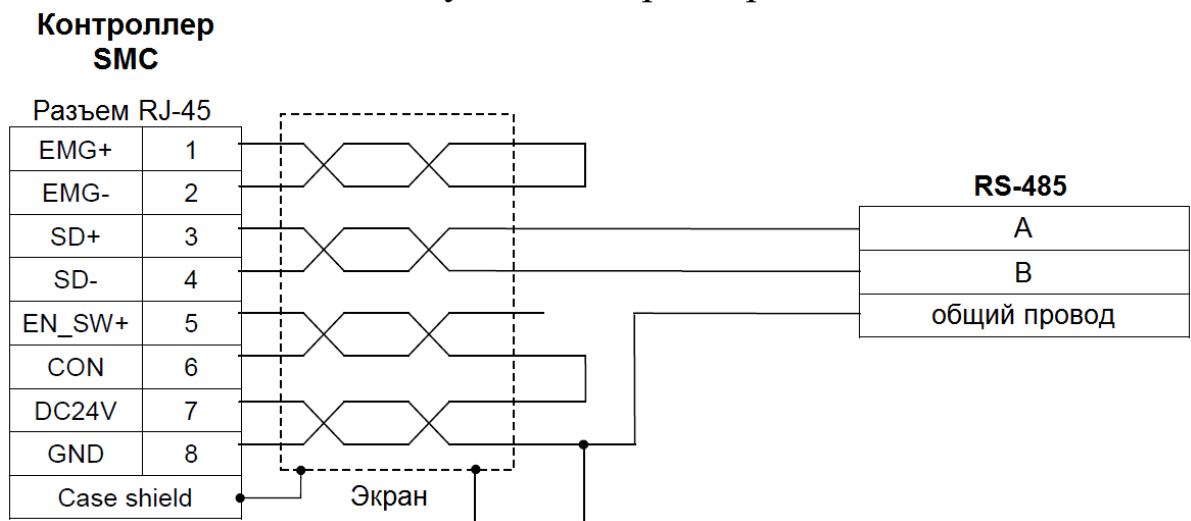 Контроллер
SMC
Разъем RJ-45
EMG+ 1
EMG- 2
SD+ 3
SD- 4
EN_SW+ 5
CON 6
DC24V 7
GND 8
Case shield
Экран
RS-485
A
B
общий провод